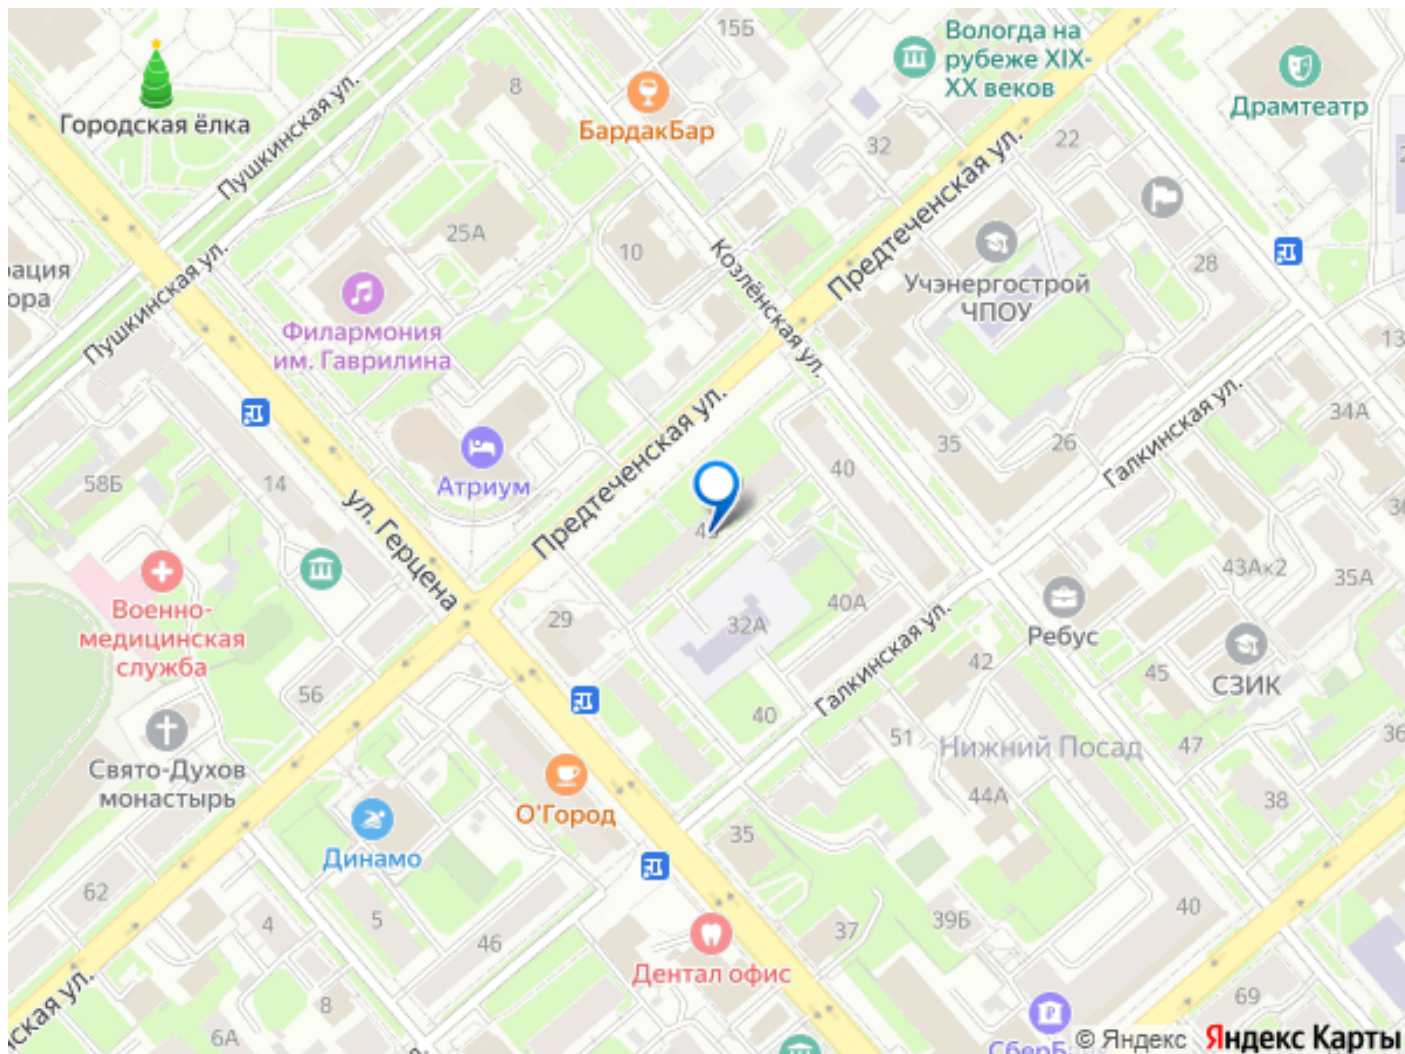 15Б
Вологда на
рубеже XIX-
XX веков
Драмтеатр
Городская ёлка
Пушкинская ул.
8
БардакБар
32
22
Предтеченская ул.
25А
10
Козлёнская ул.
28
Учэнергострой
ЧПОУ
Пушкинская ул.
Филармония
им. Гаврилина
13
34А
Галкинская ул.
Предтеченская ул.
35
26
40
58Б
14
Атриум
ул. Герцена
43Ак2
35А
Военно-
медицинская
служба
29
32А
40А
Ребус
Галкинская ул.
42
45
СЗИК
56
40
51
Нижний Посад
47
36
Свято-Духов
монастырь
О'Город
44А
38
Динамо
35
62
4
5
46
37
39Б
40
Дентал офис
8
6А
69
© Яндекс Яндекс Карты